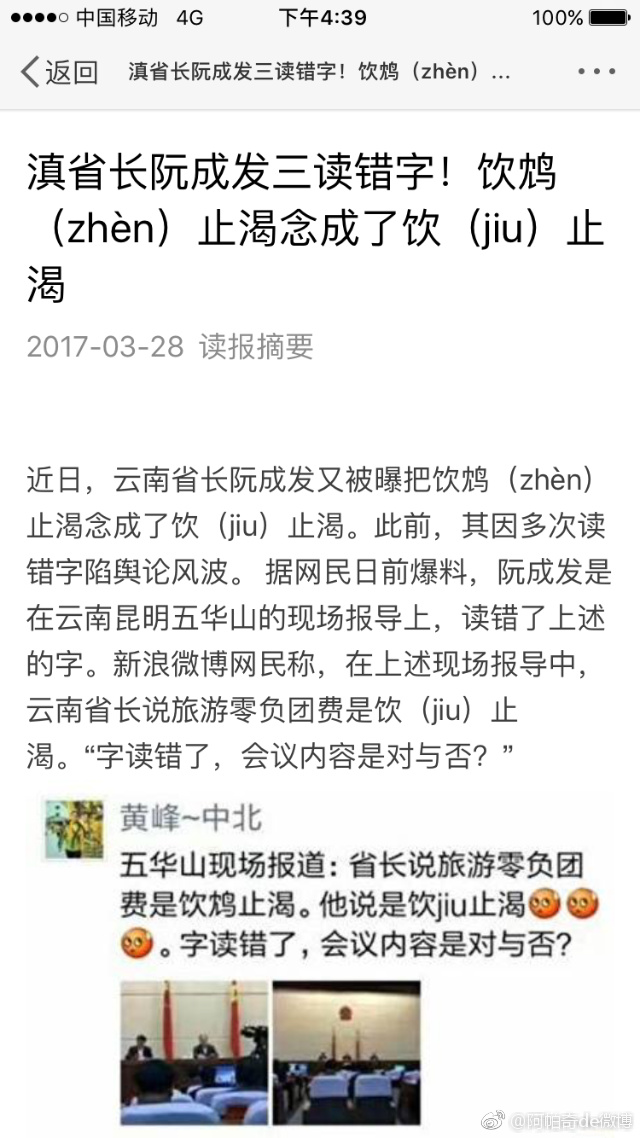 中国移动 4G 下午4:39 100%
返回 滇省长阮成发三读错字！饮鸩（zhèn）...
滇省长阮成发三读错字！饮鸩
（zhèn）止渴念成了饮（jiu）止
渴
2017-03-28 读报摘要
近日，云南省长阮成发又被曝把饮鸩（zhèn）
止渴念成了饮（jiu）止渴。此前，其因多次读
错字陷舆论风波。 据网民日前爆料，阮成发是
在云南昆明五华山的现场报导上，读错了上述
的字。新浪微博网民称，在上述现场报导中，
云南省长说旅游零负团费是饮（jiu）止
渴。“字读错了，会议内容是对与否？”
黄峰~中北
五华山现场报道：省长说旅游零负团
费是饮鸩止渴。他说是饮jiu止渴
。字读错了，会议内容是对与否？
de微博